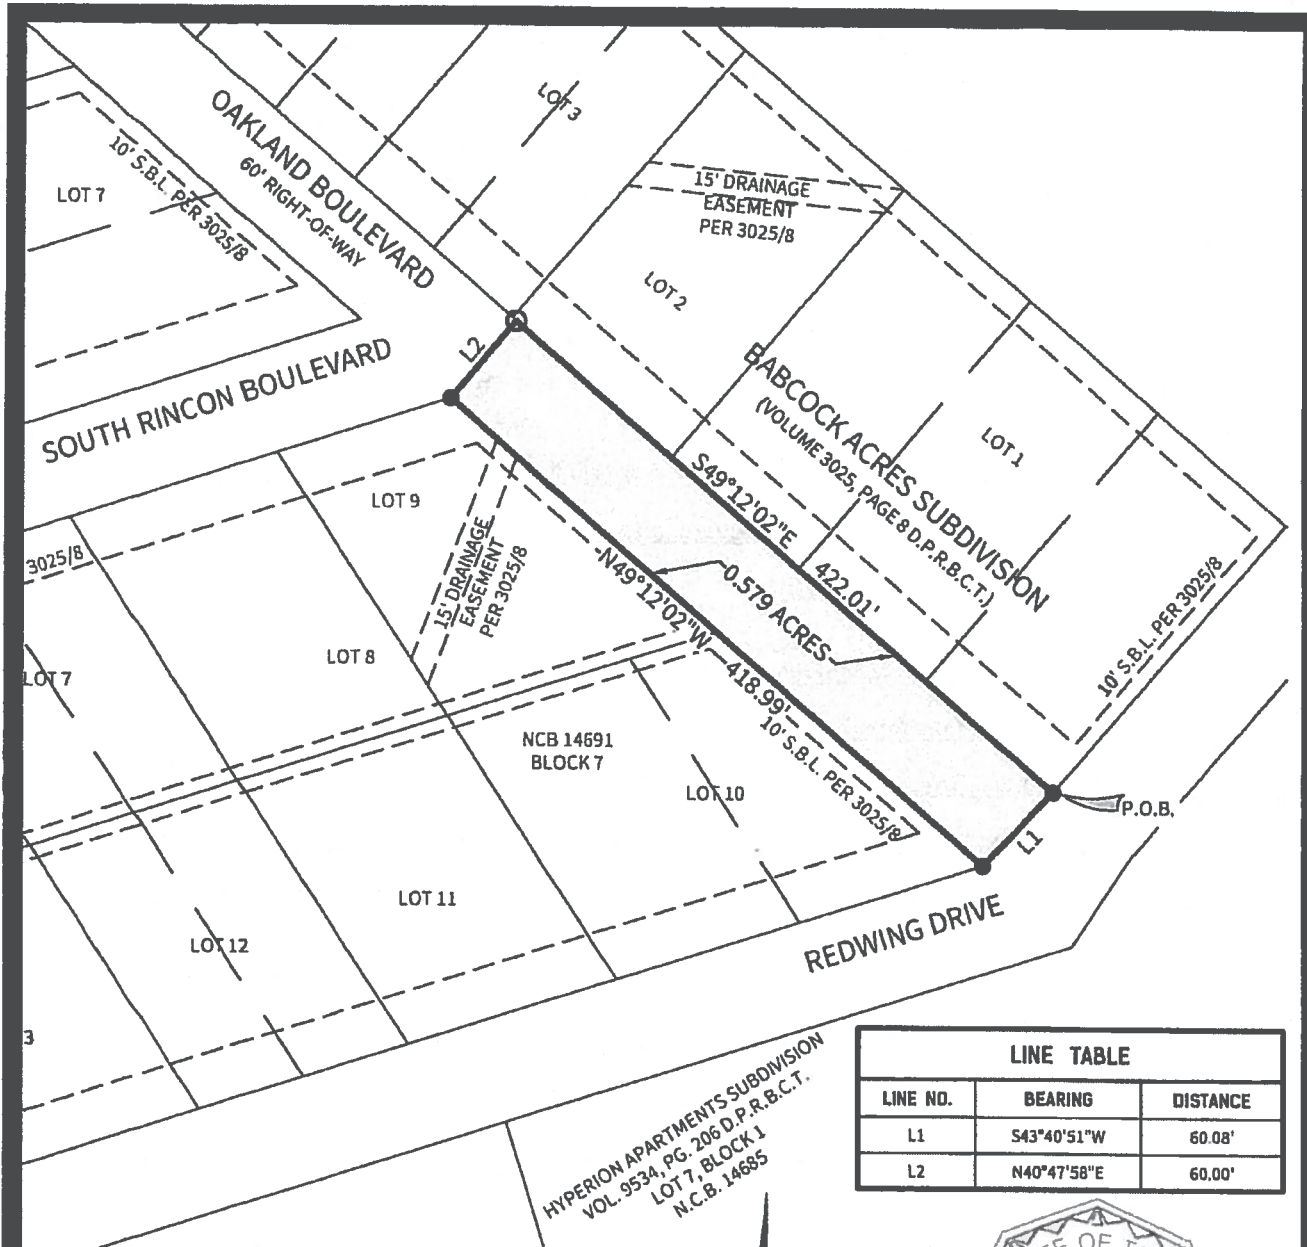 LOT 3
OAKLAND BOULEVARD
60' RIGHT-OF-WAY
10' S.B.L. PER 3025/8
LOT 7
15' DRAINAGE
EASEMENT
PER 3025/8
LOT 2
L2
SOUTH RINCON BOULEVARD
BABCOCK ACRES SUBDIVISION
(VOLUME 3025, PAGE 8 D.P.R.B.C.T.)
LOT 1
S49°12'02"E
422.01'
LOT 9
3025/8
15' DRAINAGE
EASEMENT
PER 3025/8
N49°12'02"W
418.99'
0.579 ACRES
10' S.B.L. PER 3025/8
LOT 8
LOT 7
NCB 14691
BLOCK 7
10' S.B.L. PER 3025/8
LOT 10
P.O.B.
L1
LOT 11
LOT 12
REDWING DRIVE
3
HYPERION APARTMENTS SUBDIVISION
VOL. 9534, PG. 206 D.P.R.B.C.T.
LOT 7, BLOCK 1
N.C.B. 14685
LINE TABLE
LINE NO. BEARING DISTANCE
L1 S43°40'51"W 60.08'
L2 N40°47'58"E 60.00'
OF